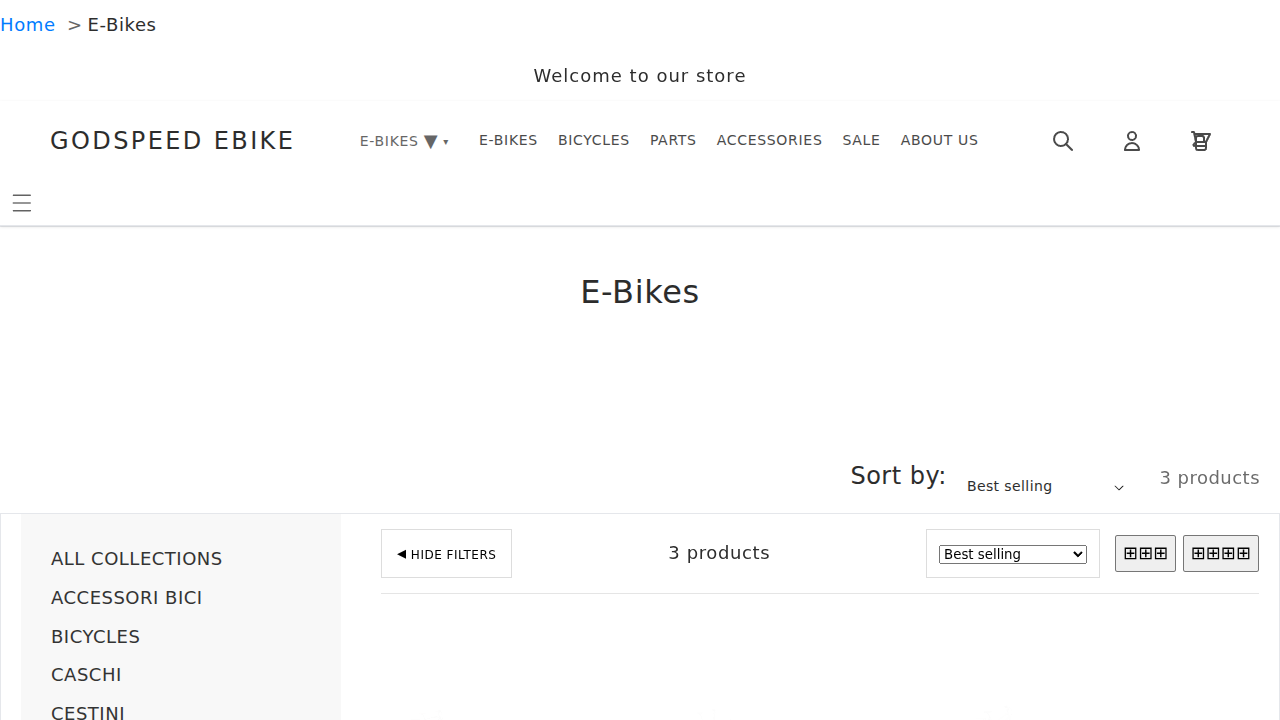 Home > E-Bikes
Welcome to our store
GODSPEED EBIKE
E-BIKES ▼ ▾
E-BIKES BICYCLES PARTS ACCESSORIES SALE ABOUT US
E-Bikes
Sort by: Best selling 3 products
ALL COLLECTIONS
ACCESSORI BICI
BICYCLES
CASCHI
CESTINI
◀ HIDE FILTERS
3 products
Best selling
⊞⊞⊞ ⊞⊞⊞⊞